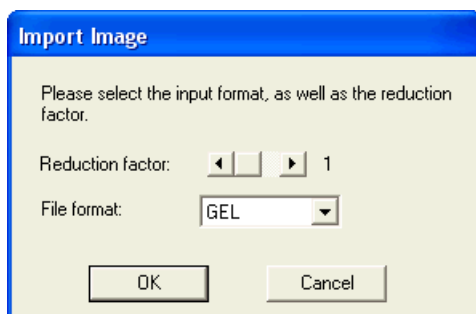 Import Image
Please select the input format, as well as the reduction
factor.
Reduction factor: 1
File format: GEL
OK Cancel